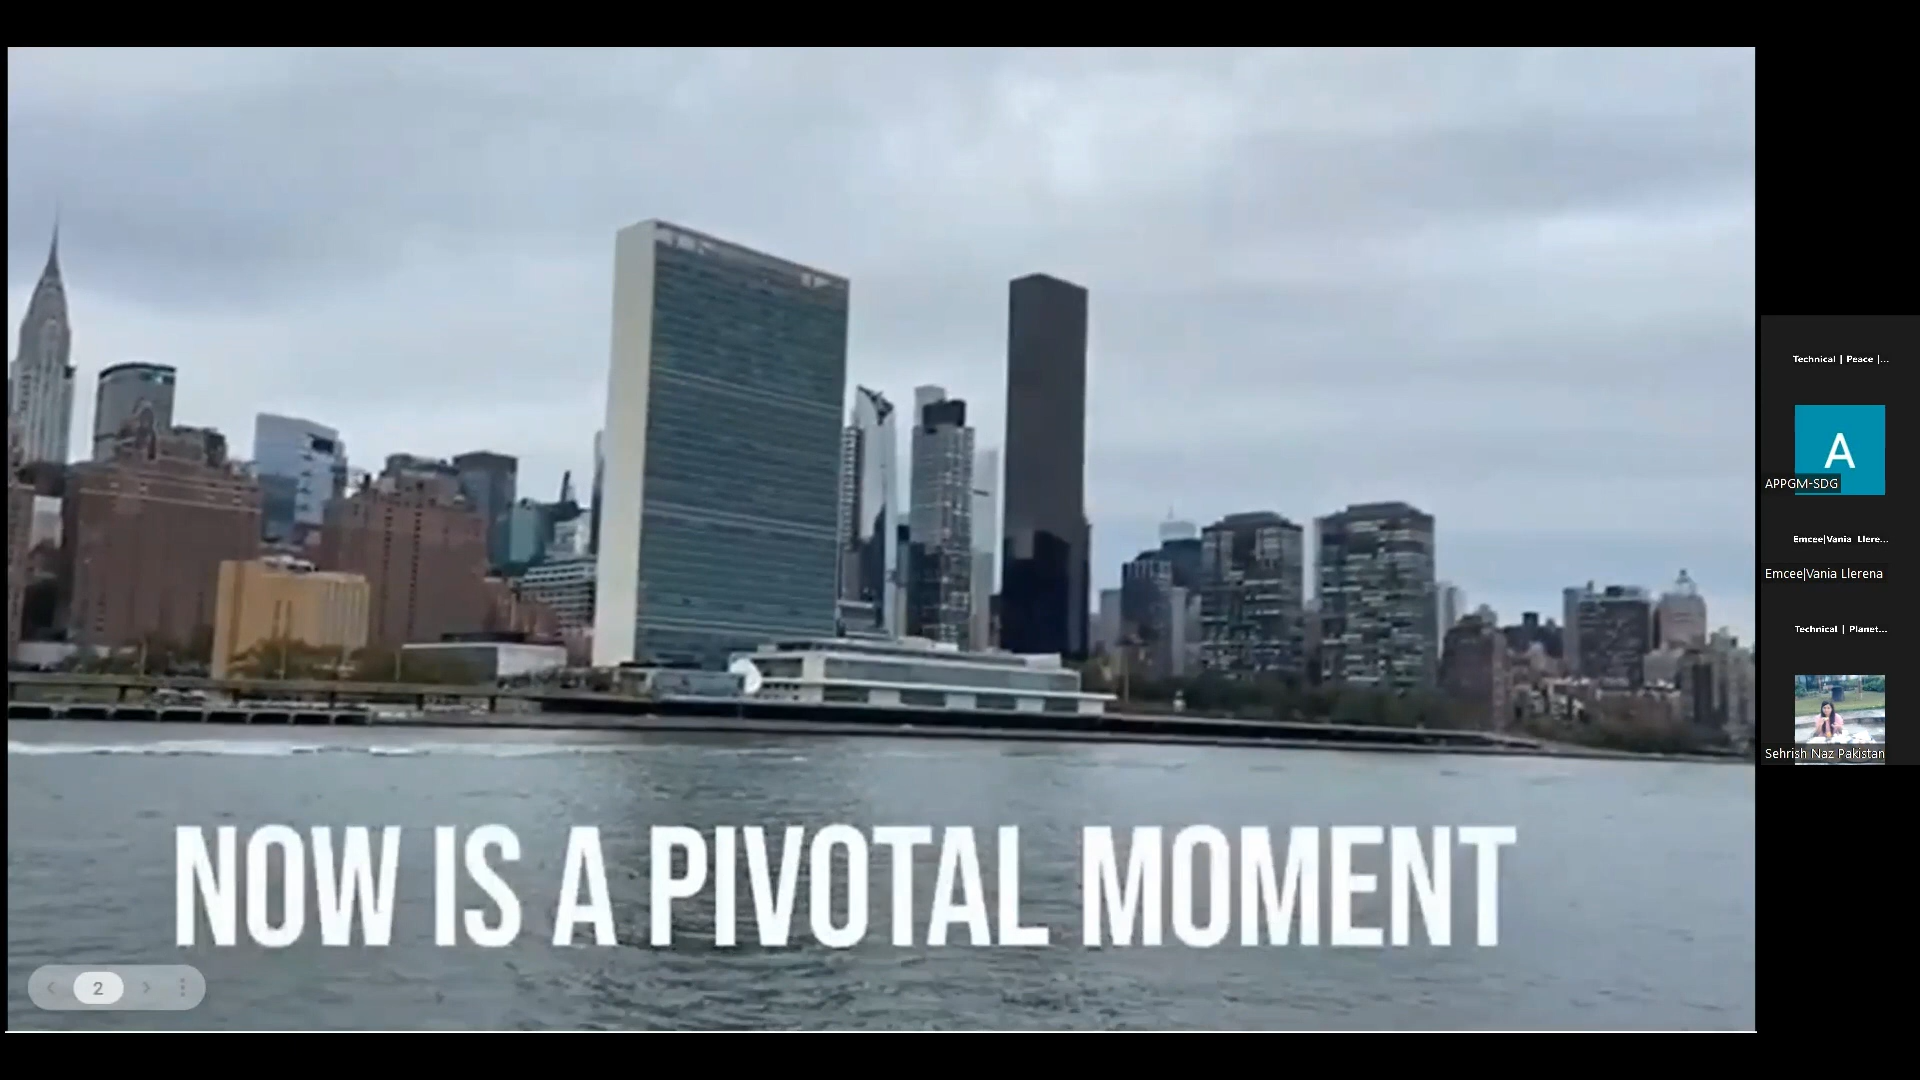 NOW IS A PIVOTAL MOMENT
2
Technical | Peace |...
A
APPGM-SDG
Emcee|Vania Llere...
Emcee|Vania Llerena
Technical | Planet...
Sehrish Naz Pakistan